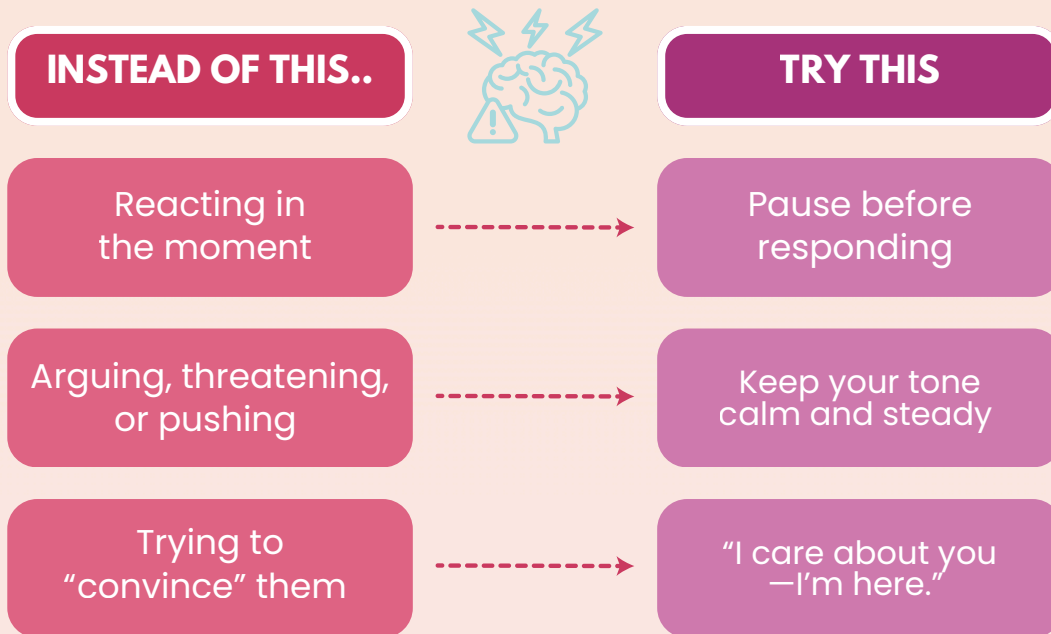 INSTEAD OF THIS..
TRY THIS
Reacting in
the moment
Pause before
responding
Arguing, threatening,
or pushing
Keep your tone
calm and steady
Trying to
“convince” them
“I care about you
—I’m here.”